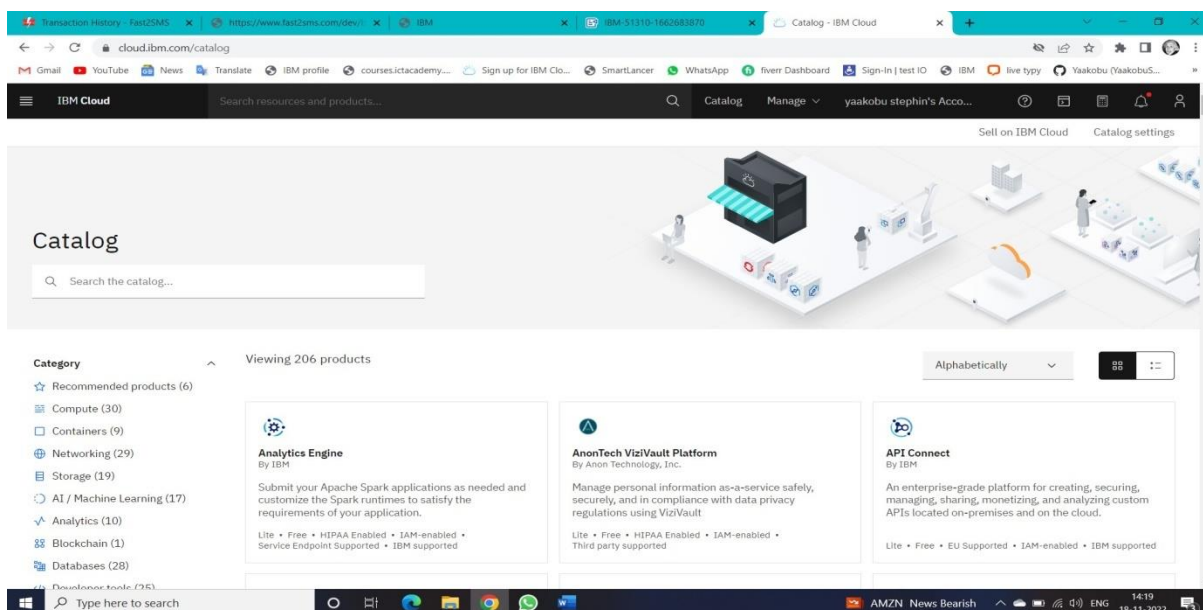 Transaction History - Fast2SMS
https://www.fast2sms.com/dev/
IBM
IBM-51310-1662683870
Catalog - IBM Cloud
cloud.ibm.com/catalog
Gmail
YouTube
News
Translate
IBM profile
courses.ictacademy....
Sign up for IBM Clo...
SmartLancer
WhatsApp
fiverr Dashboard
Sign-In | test IO
IBM
live typy
Yaakobu (YaakobuS...
IBM Cloud
Search resources and products...
Catalog
Manage
yaakobu stephin's Acco...
Sell on IBM Cloud
Catalog settings
Catalog
Search the catalog...
Category
Recommended products (6)
Compute (30)
Containers (9)
Networking (29)
Storage (19)
AI / Machine Learning (17)
Analytics (10)
Blockchain (1)
Databases (28)
Developer tools (25)
Viewing 206 products
Alphabetically
Analytics Engine
By IBM
Submit your Apache Spark applications as needed and
customize the Spark runtimes to satisfy the
requirements of your application.
Lite • Free • HIPAA Enabled • IAM-enabled •
Service Endpoint Supported • IBM supported
AnonTech ViziVault Platform
By Anon Technology, Inc.
Manage personal information as-a-service safely,
securely, and in compliance with data privacy
regulations using ViziVault
Lite • Free • HIPAA Enabled • IAM-enabled •
Third party supported
API Connect
By IBM
An enterprise-grade platform for creating, securing,
managing, sharing, monetizing, and analyzing custom
APIs located on-premises and on the cloud.
Lite • Free • EU Supported • IAM-enabled • IBM supported
Type here to search
AMZN News Bearish
ENG
14:19
18-11-2022